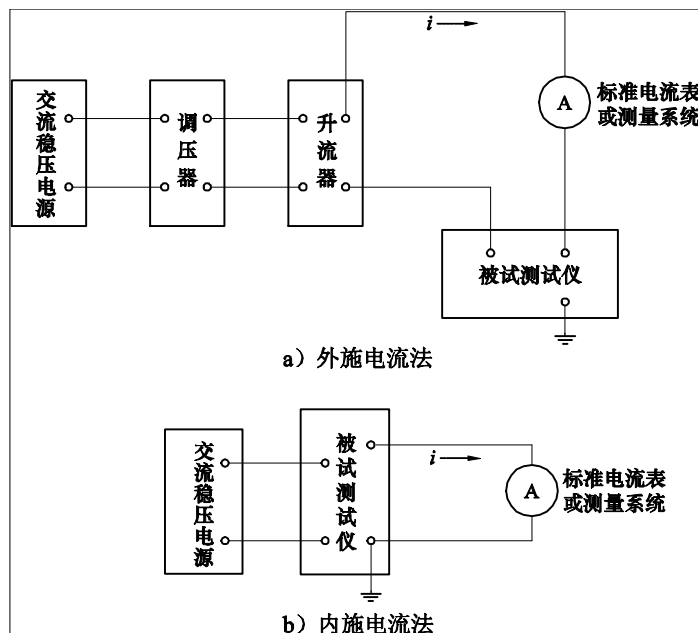 i
交流稳压电源
调压器
升流器
A
标准电流表
或测量系统
被试测试仪
a）外施电流法
交流稳压电源
被试测试仪
i
A
标准电流表
或测量系统
b）内施电流法